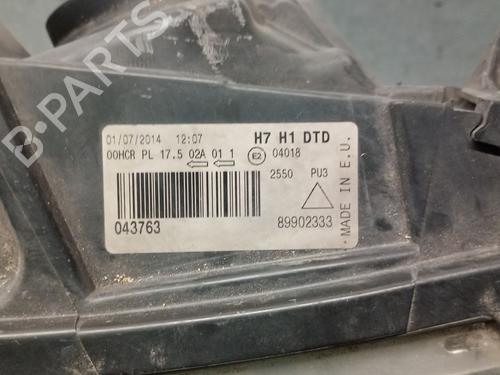 B-PARTS
01/07/2014 12:07 H7 H1 DTD
00HCR PL 17.5 02A 01 1 E2 04018
2550 PU3
043763 89902333
MADE IN E.U.